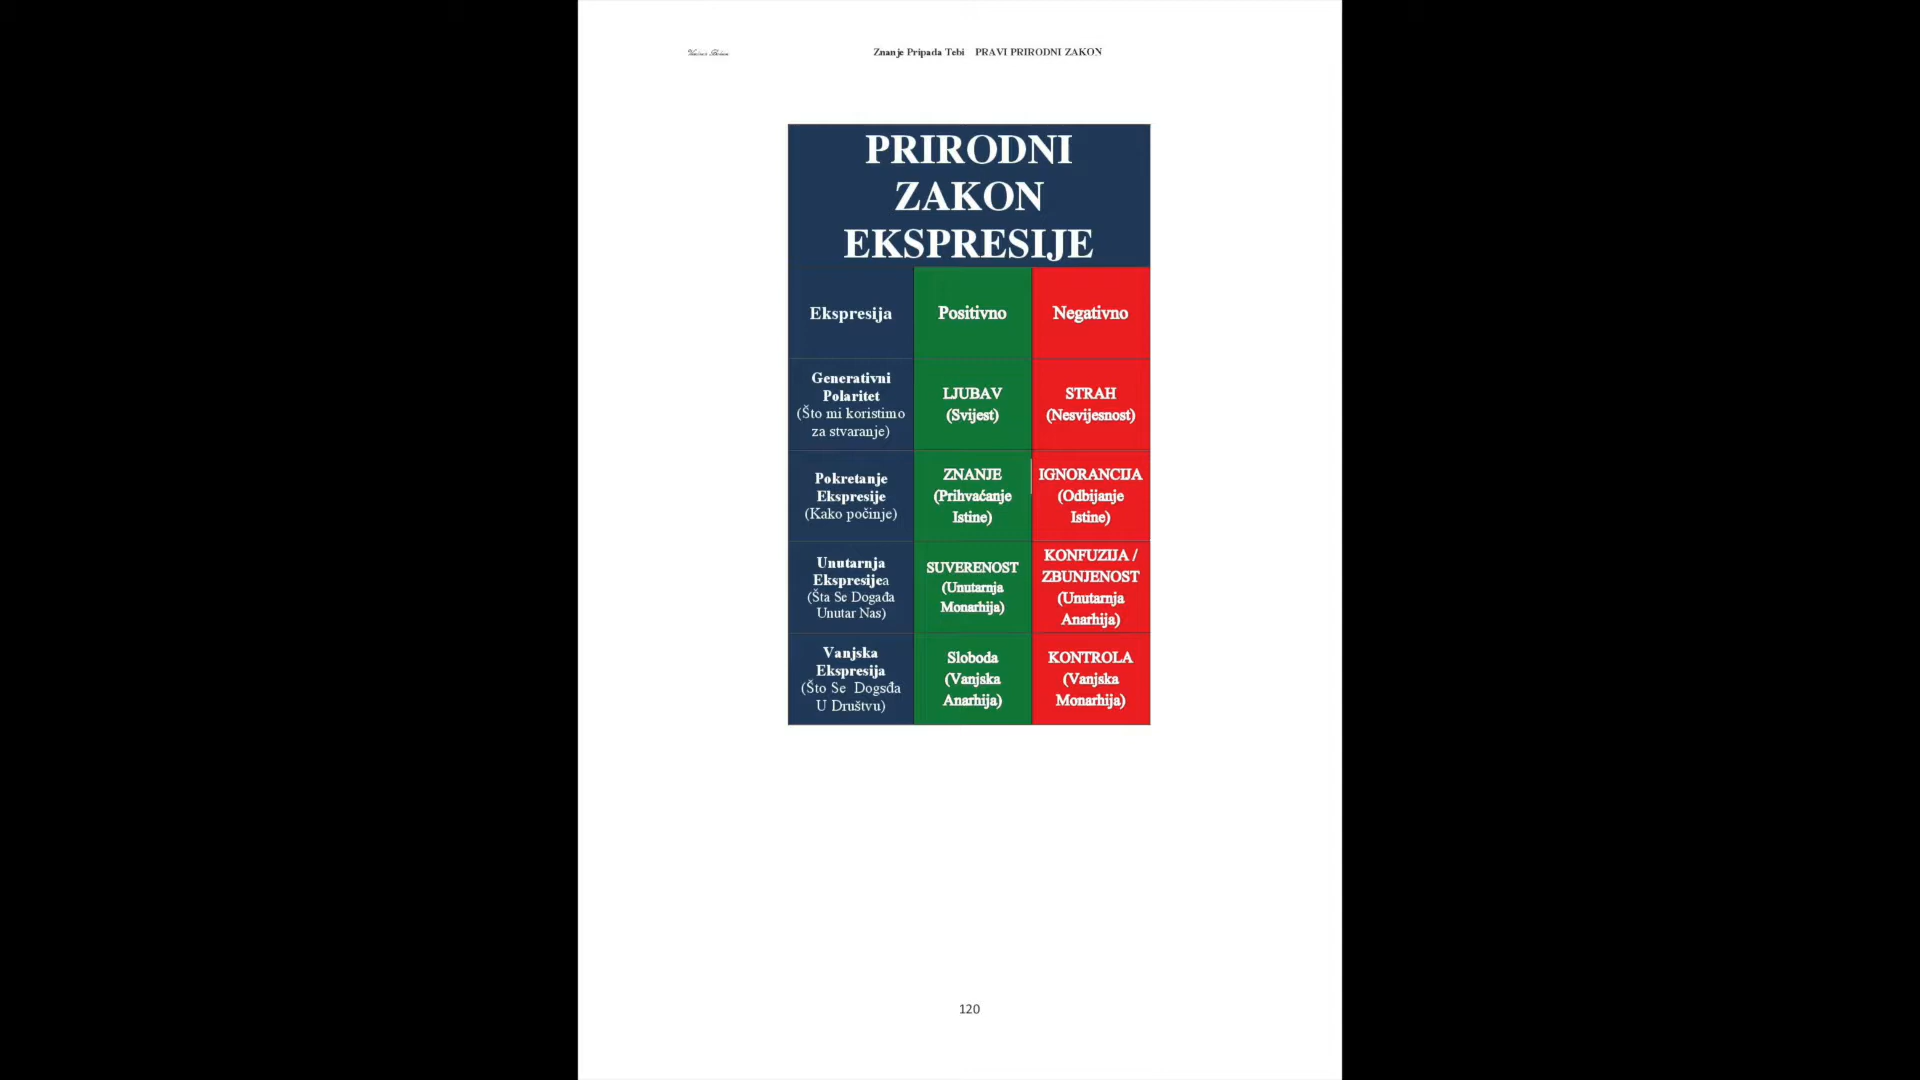 Znanje Pripada Tebi PRAVI PRIRODNI ZAKON
PRIRODNI
ZAKON
EKSPRESIJE
Ekspresija
Positivno
Negativno
Generativni
Polaritet
(Što mi koristimo
za stvaranje)
LJUBAV
(Svijest)
STRAH
(Nesvijesnost)
Pokretanje
Ekspresije
(Kako počinje)
ZNANJE
(Prihvaćanje
Istine)
IGNORANCIJA
(Odbijanje
Istine)
Unutarnja
Ekspresijea
(Šta Se Događa
Unutar Nas)
SUVERENOST
(Unutarnja
Monarhija)
KONFUZIJA /
ZBUNJENOST
(Unutarnja
Anarhija)
Vanjska
Ekspresija
(Što Se Dogsđa
U Društvu)
Sloboda
(Vanjska
Anarhija)
KONTROLA
(Vanjska
Monarhija)
120